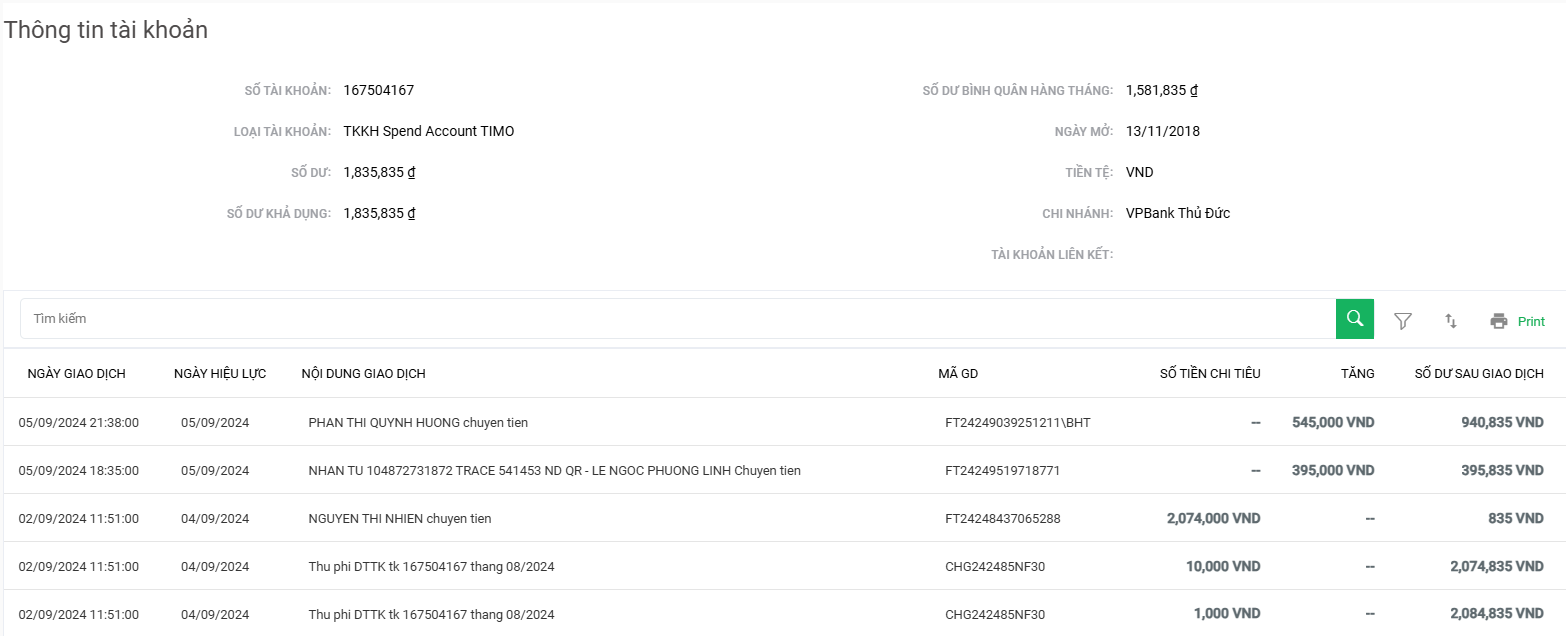 Thông tin tài khoản
SỐ TÀI KHOẢN: 167504167
SỐ DƯ BÌNH QUÂN HÀNG THÁNG: 1,581,835 ₫
LOẠI TÀI KHOẢN: TKKH Spend Account TIMO
NGÀY MỞ: 13/11/2018
SỐ DƯ: 1,835,835 ₫
TIỀN TỆ: VND
SỐ DƯ KHẢ DỤNG: 1,835,835 ₫
CHI NHÁNH: VPBank Thủ Đức
TÀI KHOẢN LIÊN KẾT:
Tìm kiếm
Print
NGÀY GIAO DỊCH NGÀY HIỆU LỰC NỘI DUNG GIAO DỊCH MÃ GD SỐ TIỀN CHI TIÊU TĂNG SỐ DƯ SAU GIAO DỊCH
05/09/2024 21:38:00 05/09/2024 PHAN THI QUYNH HUONG chuyen tien FT24249039251211\BHT -- 545,000 VND 940,835 VND
05/09/2024 18:35:00 05/09/2024 NHAN TU 104872731872 TRACE 541453 ND QR - LE NGOC PHUONG LINH Chuyen tien FT24249519718771 -- 395,000 VND 395,835 VND
02/09/2024 11:51:00 04/09/2024 NGUYEN THI NHIEN chuyen tien FT24248437065288 2,074,000 VND -- 835 VND
02/09/2024 11:51:00 04/09/2024 Thu phi DTTK tk 167504167 thang 08/2024 CHG242485NF30 10,000 VND -- 2,074,835 VND
02/09/2024 11:51:00 04/09/2024 Thu phi DTTK tk 167504167 thang 08/2024 CHG242485NF30 1,000 VND -- 2,084,835 VND